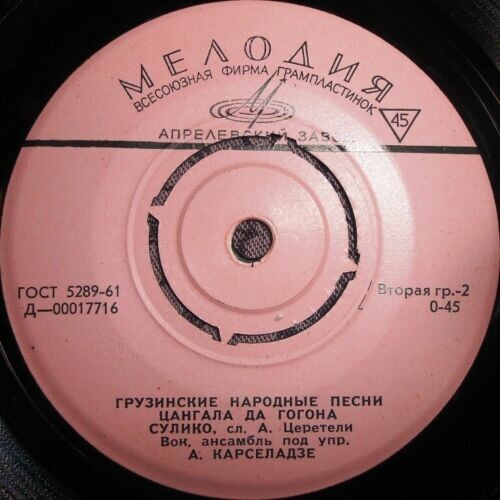 МЕЛОДИЯ
ВСЕСОЮЗНАЯ ФИРМА ГРАМПЛАСТИНОК
45
АПРЕЛЕВСКИЙ ЗАВОД
ГОСТ 5289-61
Д—00017716
Вторая гр.-2
0-45
ГРУЗИНСКИЕ НАРОДНЫЕ ПЕСНИ
ЦАНГАЛА ДА ГОГОНА
СУЛИКО, сл. А. Церетели
Вок, ансамбль под упр.
А. КАРСЕЛАДЗЕ